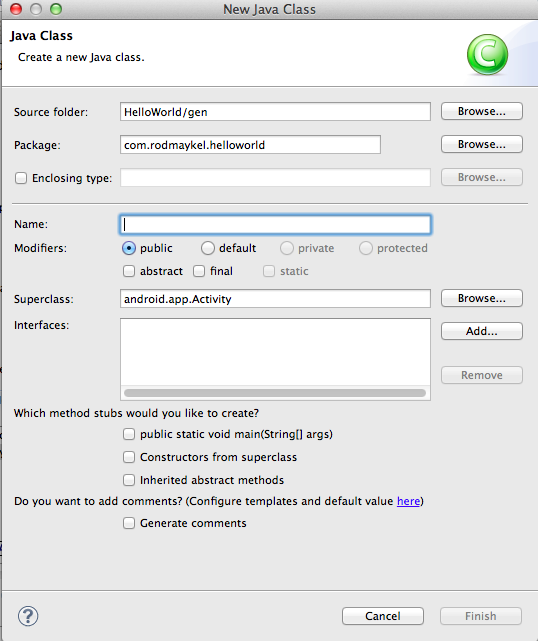 New Java Class
Java Class
Create a new Java class.
Source folder: HelloWorld/gen Browse...
Package: com.rodmaykel.helloworld Browse...
Enclosing type: Browse...
Name:
Modifiers: public default private protected
abstract final static
Superclass: android.app.Activity Browse...
Interfaces: Add...
Remove
Which method stubs would you like to create?
public static void main(String[] args)
Constructors from superclass
Inherited abstract methods
Do you want to add comments? (Configure templates and default value here)
Generate comments
? Cancel Finish